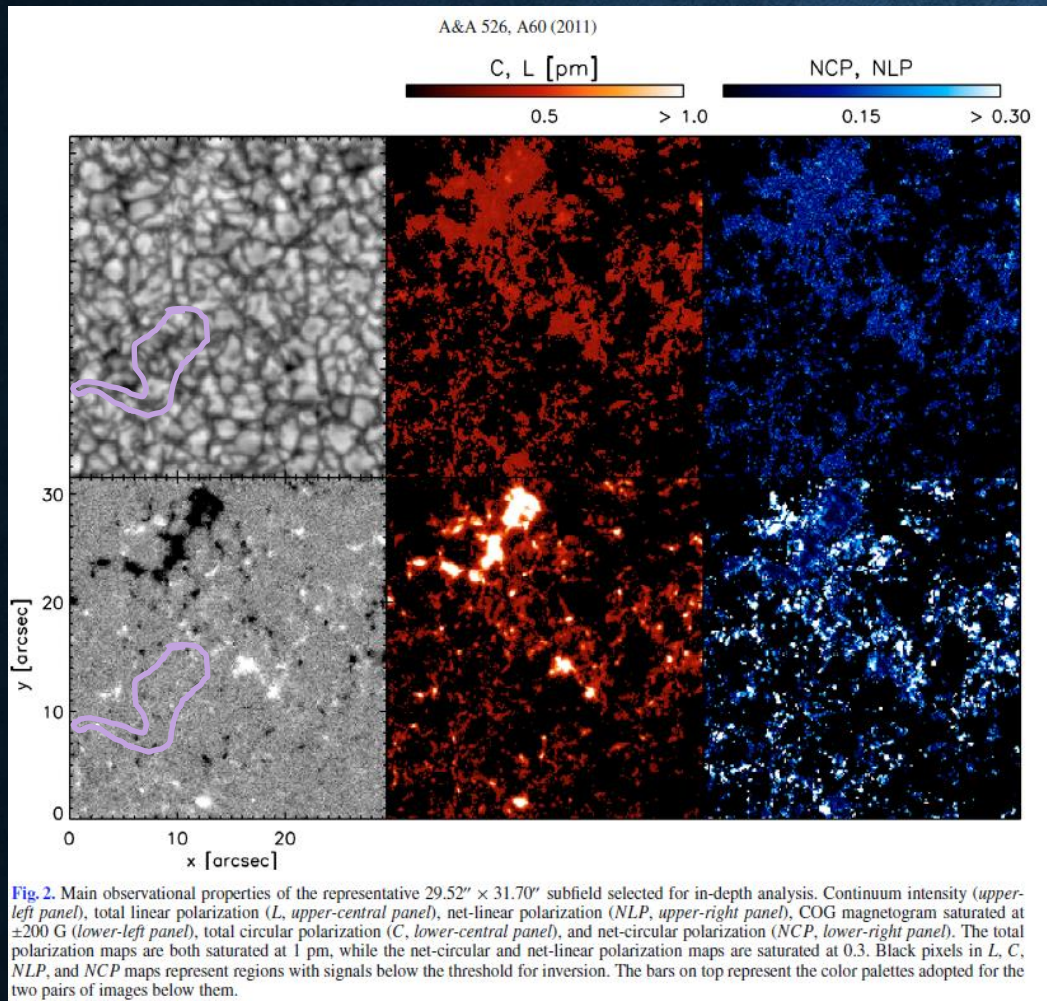 A&A 526, A60 (2011)
C, L [pm]
NCP, NLP
0.5
> 1.0
0.15
> 0.30
30
20
10
0
y [arcsec]
0
10
20
x [arcsec]
Fig. 2. Main observational properties of the representative 29.52″ × 31.70″ subfield selected for in-depth analysis. Continuum intensity (upper-
left panel), total linear polarization (L, upper-central panel), net-linear polarization (NLP, upper-right panel), COG magnetogram saturated at
±200 G (lower-left panel), total circular polarization (C, lower-central panel), and net-circular polarization (NCP, lower-right panel). The total
polarization maps are both saturated at 1 pm, while the net-circular and net-linear polarization maps are saturated at 0.3. Black pixels in L, C,
NLP, and NCP maps represent regions with signals below the threshold for inversion. The bars on top represent the color palettes adopted for the
two pairs of images below them.